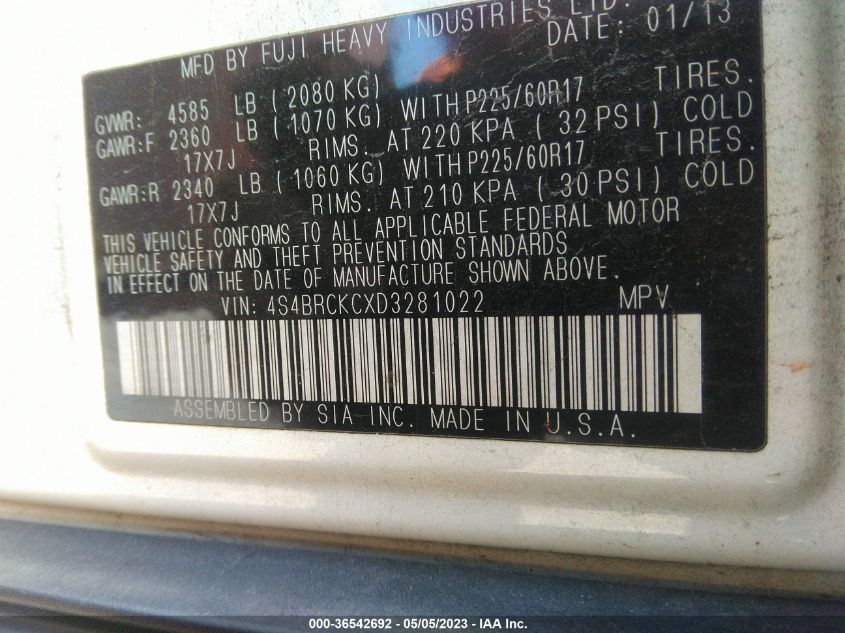 MFD BY FUJI HEAVY INDUSTRIES LTD.
DATE: 01/13
GVWR: 4585 LB (2080 KG)
GAWR:F 2360 LB (1070 KG) WITH P225/60R17 TIRES.
17X7J RIMS. AT 220 KPA (32 PSI) COLD
GAWR:R 2340 LB (1060 KG) WITH P225/60R17 TIRES.
17X7J RIMS. AT 210 KPA (30 PSI) COLD
THIS VEHICLE CONFORMS TO ALL APPLICABLE FEDERAL MOTOR
VEHICLE SAFETY AND THEFT PREVENTION STANDARDS
IN EFFECT ON THE DATE OF MANUFACTURE SHOWN ABOVE.
VIN: 4S4BRCKCXD3281022 MPV
ASSEMBLED BY SIA INC. MADE IN U.S.A.
000-36542692 - 05/05/2023 - IAA Inc.